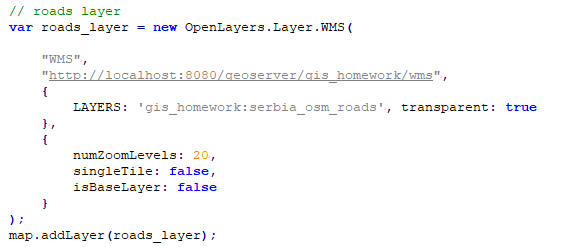 // roads layer
var roads_layer = new OpenLayers.Layer.WMS(
"WMS",
"http://localhost:8080/geoserver/gis_homework/wms",
{
LAYERS: 'gis_homework:serbia_osm_roads', transparent: true
},
{
numZoomLevels: 20,
singleTile: false,
isBaseLayer: false
}
);
map.addLayer(roads_layer);